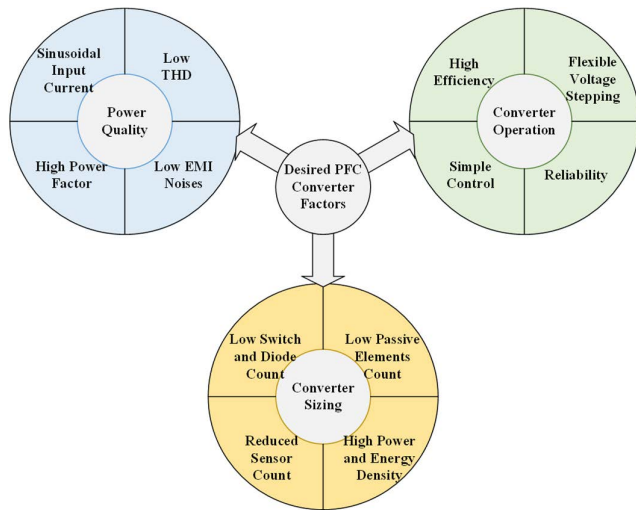 Sinusoidal
Input
Current
Low
THD
Power
Quality
High Power
Factor
Low EMI
Noises
Desired PFC
Converter
Factors
High
Efficiency
Flexible
Voltage
Stepping
Converter
Operation
Simple
Control
Reliability
Low Switch
and Diode
Count
Low Passive
Elements
Count
Converter
Sizing
Reduced
Sensor
Count
High Power
and Energy
Density